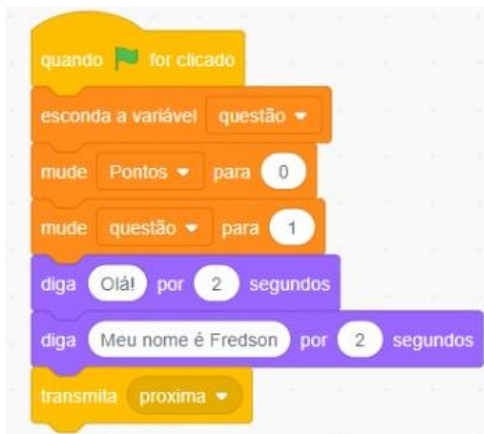 quando for clicado
esconda a variável questão
mude Pontos para 0
mude questão para 1
diga Olá! por 2 segundos
diga Meu nome é Fredson por 2 segundos
transmita proxima